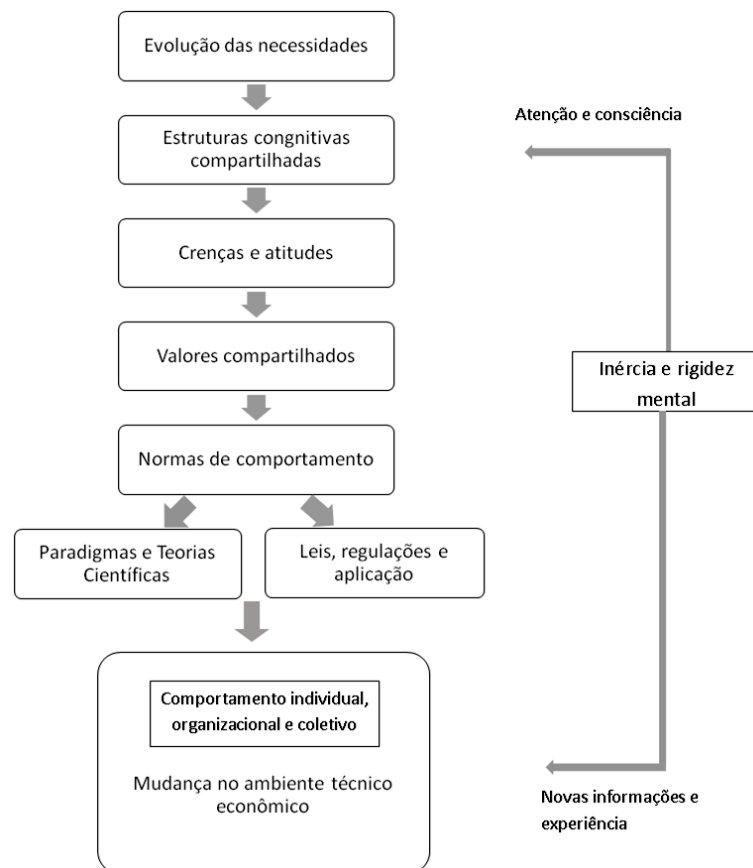 Evolução das necessidades
Atenção e consciência
Estruturas congnitivas
compartilhadas
Crenças e atitudes
Valores compartilhados
Inércia e rigidez
mental
Normas de comportamento
Paradigmas e Teorias
Científicas
Leis, regulações e
aplicação
Comportamento individual,
organizacional e coletivo
Mudança no ambiente técnico
econômico
Novas informações e
experiência